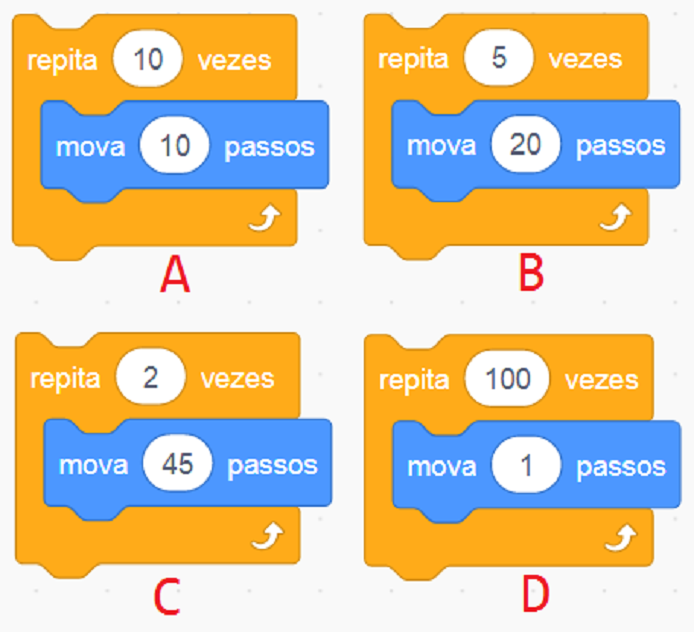 repita 10 vezes
mova 10 passos
A
repita 5 vezes
mova 20 passos
B
repita 2 vezes
mova 45 passos
C
repita 100 vezes
mova 1 passos
D